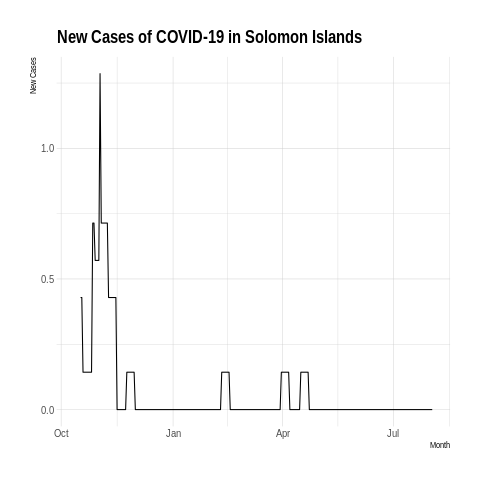 New Cases of COVID-19 in Solomon Islands
New Cases
1.0
0.5
0.0
Oct Jan Apr Jul
Month